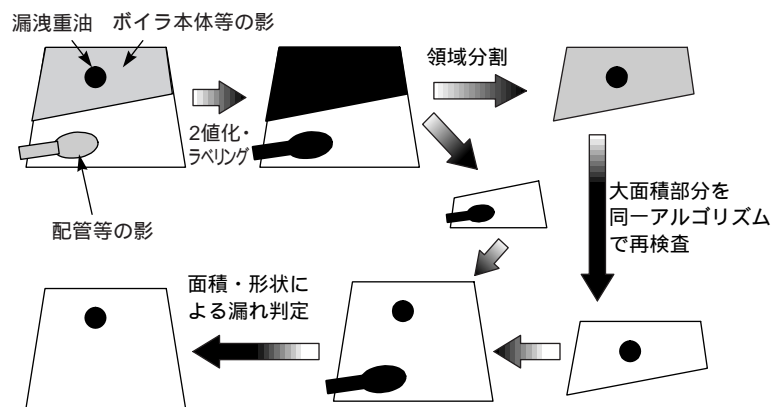 漏洩重油 ボイラ本体等の影
領域分割
2値化・
ラベリング
配管等の影
大面積部分を
同一アルゴリズム
で再検査
面積・形状に
よる漏れ判定